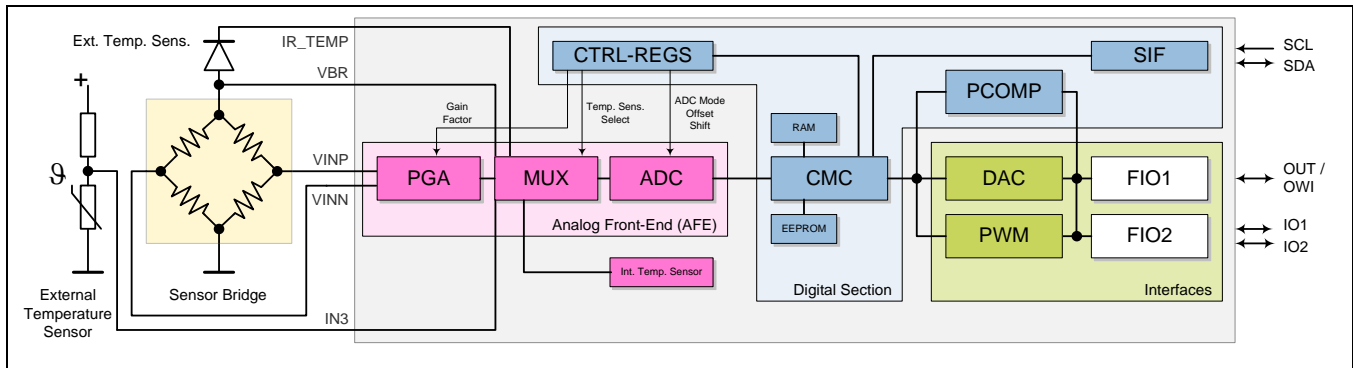 Ext. Temp. Sens.
IR_TEMP
VBR
+
ϑ
VINP
VINN
IN3
External
Temperature
Sensor
Sensor Bridge
CTRL-REGS
SIF
Gain
Factor
Temp. Sens.
Select
ADC Mode
Offset
Shift
PCOMP
RAM
PGA
MUX
ADC
CMC
DAC
FIO1
Analog Front-End (AFE)
EEPROM
PWM
FIO2
Int. Temp. Sensor
Digital Section
Interfaces
SCL
SDA
OUT /
OWI
IO1
IO2